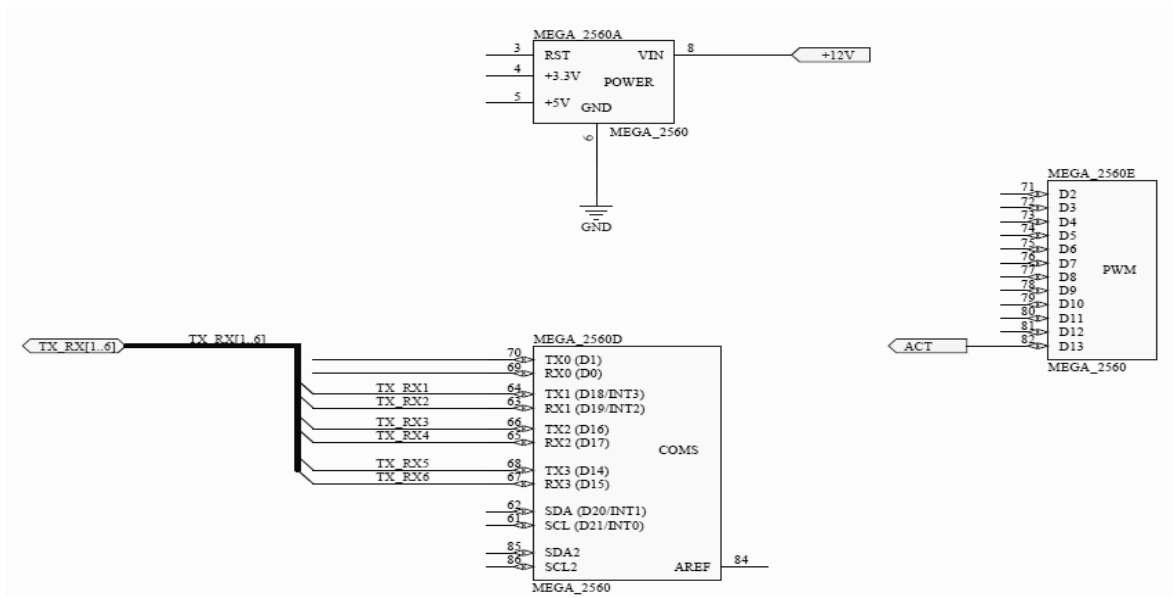 MEGA_2560A
3 RST VIN 8 +12V
4 +3.3V
POWER
5 +5V
GND
MEGA_2560
6
GND
MEGA_2560E
71 D2
72 D3
73 D4
74 D5
75 D6
76 D7
77 D8
PWM
78 D9
79 D10
80 D11
81 D12
ACT 82 D13
MEGA_2560
TX_RX[1..6] TX_RX[1..6]
MEGA_2560D
70 TX0 (D1)
69 RX0 (D0)
TX_RX1 64 TX1 (D18/INT3)
TX_RX2 63 RX1 (D19/INT2)
TX_RX3 66 TX2 (D16)
TX_RX4 65 RX2 (D17)
COMS
TX_RX5 68 TX3 (D14)
TX_RX6 67 RX3 (D15)
62 SDA (D20/INT1)
61 SCL (D21/INT0)
85 SDA2
86 SCL2 AREF 84
MEGA_2560